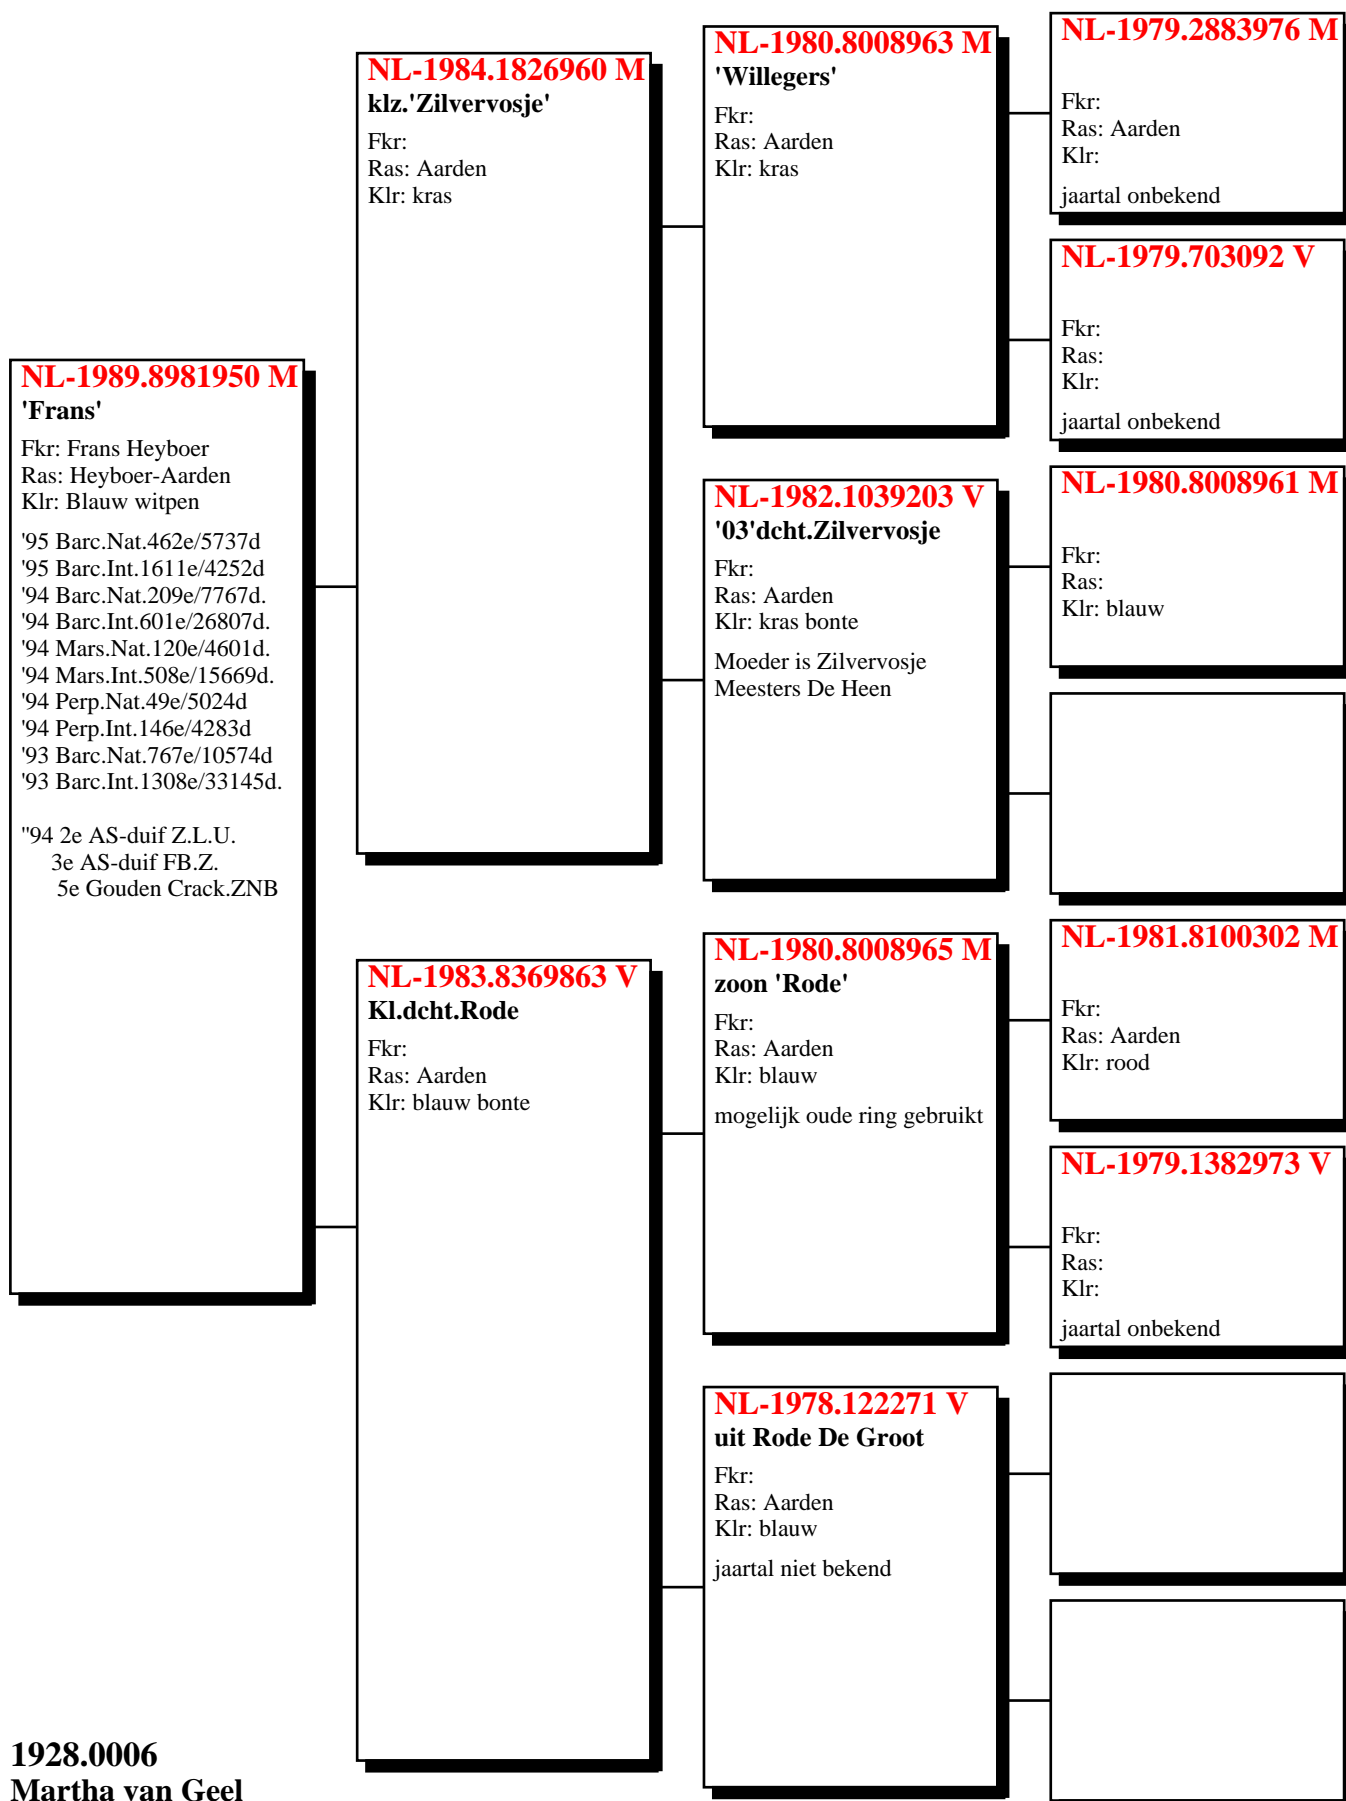 NL-1989.8981950 M
'Frans'
Fkr: Frans Heyboer
Ras: Heyboer-Aarden
Klr: Blauw witpen
'95 Barc.Nat.462e/5737d
'95 Barc.Int.1611e/4252d
'94 Barc.Nat.209e/7767d.
'94 Barc.Int.601e/26807d.
'94 Mars.Nat.120e/4601d.
'94 Mars.Int.508e/15669d.
'94 Perp.Nat.49e/5024d
'94 Perp.Int.146e/4283d
'93 Barc.Nat.767e/10574d
'93 Barc.Int.1308e/33145d.
"94 2e AS-duif Z.L.U.
3e AS-duif FB.Z.
5e Gouden Crack.ZNB
NL-1984.1826960 M
klz.'Zilvervosje'
Fkr:
Ras: Aarden
Klr: kras
NL-1983.8369863 V
Kl.dcht.Rode
Fkr:
Ras: Aarden
Klr: blauw bonte
NL-1980.8008963 M
'Willegers'
Fkr:
Ras: Aarden
Klr: kras
NL-1982.1039203 V
'03'dcht.Zilvervosje
Fkr:
Ras: Aarden
Klr: kras bonte
Moeder is Zilvervosje
Meesters De Heen
NL-1980.8008965 M
zoon 'Rode'
Fkr:
Ras: Aarden
Klr: blauw
mogelijk oude ring gebruikt
NL-1978.122271 V
uit Rode De Groot
Fkr:
Ras: Aarden
Klr: blauw
jaartal niet bekend
NL-1979.2883976 M
Fkr:
Ras: Aarden
Klr:
jaartal onbekend
NL-1979.703092 V
Fkr:
Ras:
Klr:
jaartal onbekend
NL-1980.8008961 M
Fkr:
Ras:
Klr: blauw
NL-1981.8100302 M
Fkr:
Ras: Aarden
Klr: rood
NL-1979.1382973 V
Fkr:
Ras:
Klr:
jaartal onbekend
1928.0006
Martha van Geel